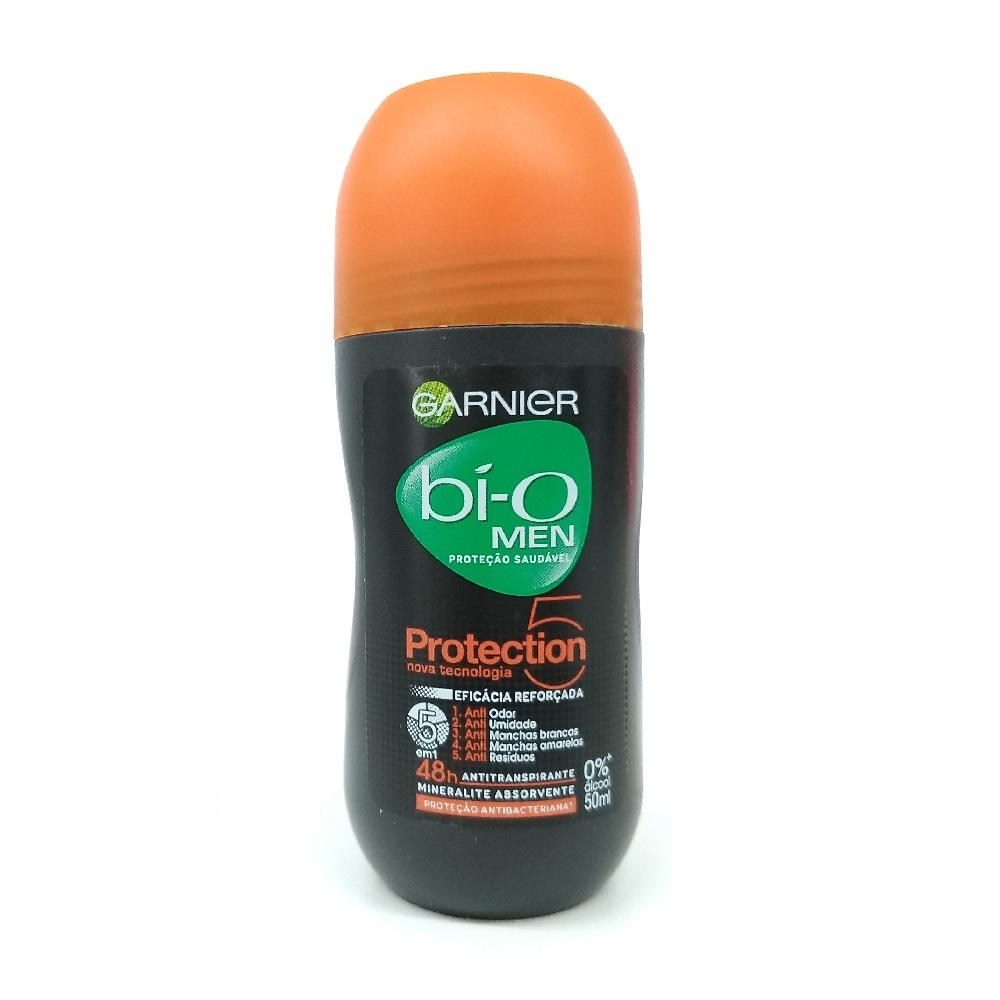 GARNIER
bí-O
MEN
PROTEÇÃO SAUDÁVEL
Protection 5
nova tecnologia
EFICÁCIA REFORÇADA
5 em1
1. Anti Odor
2. Anti Umidade
3. Anti Manchas brancas
4. Anti Manchas amarelas
5. Anti Resíduos
48h ANTITRANSPIRANTE
MINERALITE ABSORVENTE
PROTEÇÃO ANTIBACTERIANA*
0%*
álcool
50ml